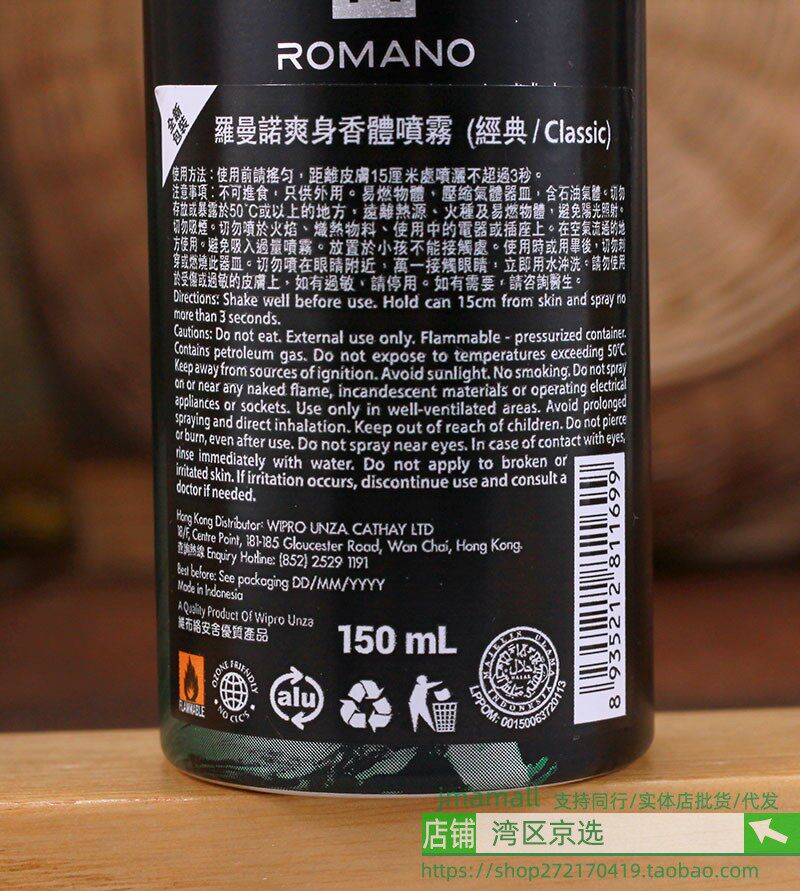 ROMANO
全新
包裝
羅曼諾爽身香體噴霧 (經典 / Classic)
使用方法：使用前請搖勻，距離皮膚15厘米處噴灑不超過3秒。
注意事項：不可進食，只供外用。易燃物體，壓縮氣體器皿，含石油氣體。切勿
存放或暴露於50°C或以上的地方，遠離熱源、火種及易燃物體，避免陽光照射。
切勿吸煙。切勿噴於火焰、熾熱物料、使用中的電器或插座上。在空氣流通的地
方使用。避免吸入過量噴霧。放置於小孩不能接觸處。使用時或用畢後，切勿刺
穿或燃燒此器皿。切勿噴在眼睛附近，萬一接觸眼睛，立即用水沖洗。請勿使用
於受傷或過敏的皮膚上，如有過敏，請停用。如有需要，請咨詢醫生。
Directions: Shake well before use. Hold can 15cm from skin and spray no
more than 3 seconds.
Cautions: Do not eat. External use only. Flammable - pressurized container.
Contains petroleum gas. Do not expose to temperatures exceeding 50°C.
Keep away from sources of ignition. Avoid sunlight. No smoking. Do not spray
on or near any naked flame, incandescent materials or operating electrical
appliances or sockets. Use only in well-ventilated areas. Avoid prolonged
spraying and direct inhalation. Keep out of reach of children. Do not pierce
or burn, even after use. Do not spray near eyes. In case of contact with eyes,
rinse immediately with water. Do not apply to broken or
irritated skin. If irritation occurs, discontinue use and consult a
doctor if needed.
Hong Kong Distributor: WIPRO UNZA CATHAY LTD
18/F, Centre Point, 181-185 Gloucester Road, Wan Chai, Hong Kong.
查詢熱線 Enquiry Hotline: (852) 2529 1191
Best before: See packaging DD/MM/YYYY
Made in Indonesia
A Quality Product Of Wipro Unza
維布絡安舍優質產品
150 mL
FLAMMABLE
OZONE FRIENDLY
NO CFC'S
alu
MAJELIS ULAMA
حلال
HALAL
INDONESIA
LPPOM: 00150063720113
8 935212 811699
jmamall 支持同行/实体店批货/代发
店铺 湾区京选
https://shop272170419.taobao.com